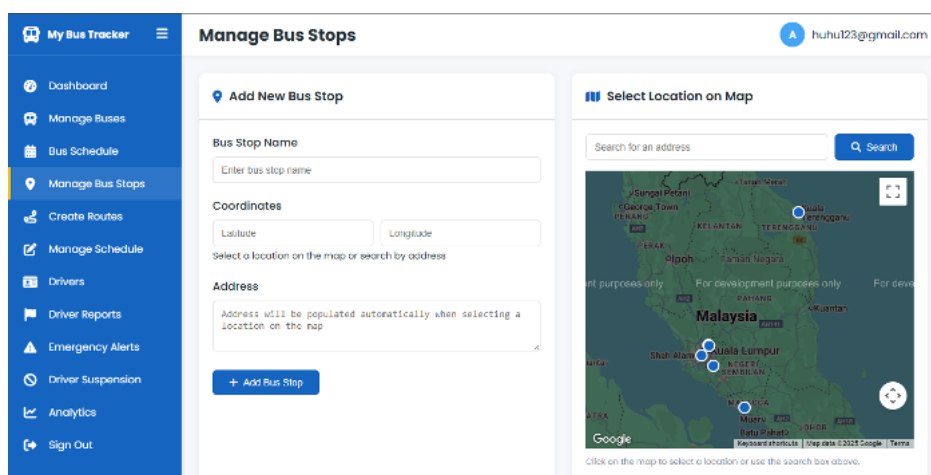 My Bus Tracker
Manage Bus Stops
A
huhu123@gmail.com
Dashboard
Manage Buses
Bus Schedule
Manage Bus Stops
Create Routes
Manage Schedule
Drivers
Driver Reports
Emergency Alerts
Driver Suspension
Analytics
Sign Out
Add New Bus Stop
Bus Stop Name
Enter bus stop name
Coordinates
Latitude
Longitude
Select a location on the map or search by address
Address
Address will be populated automatically when selecting a
location on the map
+ Add Bus Stop
Select Location on Map
Search for an address
Search
Sungai Petani
Taman Negara
George Town
PENANG
Terengganu
KELANTAN
TERENGGANU
PERAK
Ipoh
Taman Negara
For development purposes only
PAHANG
Malaysia
Kuantan
Shah Alam
Kuala Lumpur
NEGERI
SEMBILAN
Muar
Batu Pahat
JOHOR
Google
Keyboard shortcuts
Map data ©2025 Google
Terms
Click on the map to select a location or use the search box above.